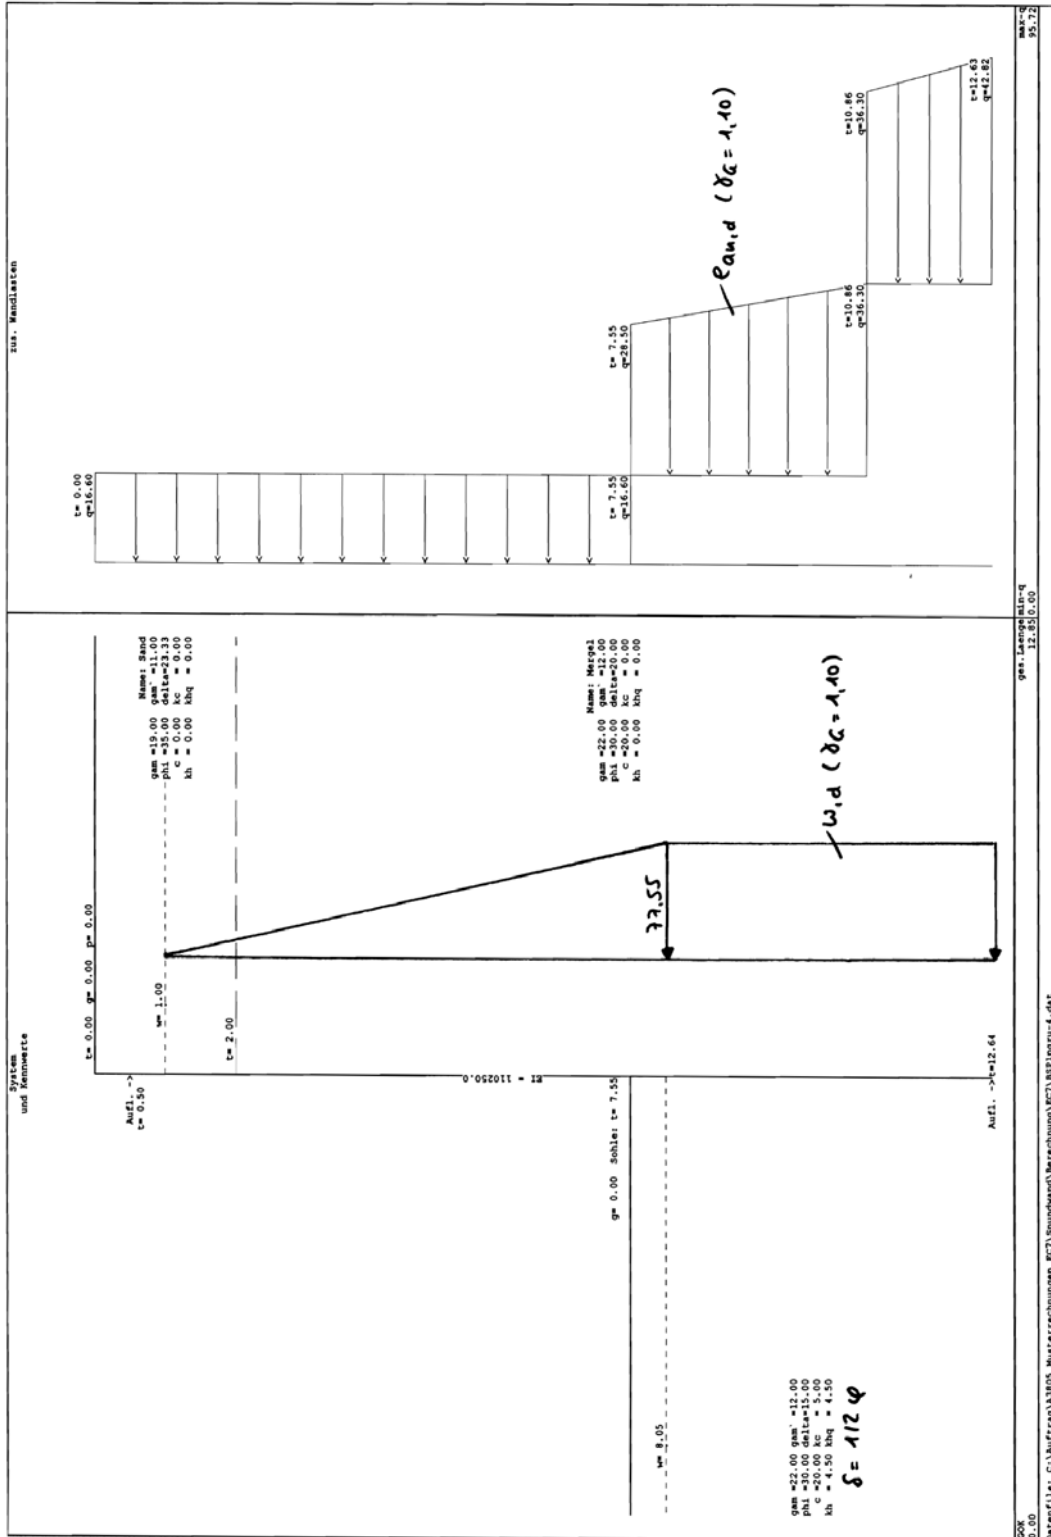 System
und Kennwerte
zus. Wandlasten
t= 0.00 g= 0.00 p= 0.00
Aufl. ->
t= 0.50
w= 1.00
t= 2.00
Name: Sand
gam =19.00 gam' =11.00
phi =35.00 delta=23.33
c = 0.00 kc = 0.00
kh = 0.00 khq = 0.00
EI = 110250.0
g= 0.00 Sohle: t= 7.55
w= 8.05
Name: Mergel
gam =22.00 gam' =12.00
phi =30.00 delta=20.00
c =20.00 kc = 0.00
kh = 0.00 khq = 0.00
77.55
w,d (γG = 1,10)
gam =22.00 gam' =12.00
phi =30.00 delta=15.00
c =20.00 kc = 5.00
kh = 4.50 khq = 4.50
δ = 1/2 φ
Aufl. ->t=12.64
t= 0.00
q=16.60
t= 7.55
q=16.60
t= 7.55
q=28.50
eau,d (γG = 1,10)
t=10.86
q=36.30
t=10.86
q=36.30
t=12.63
q=42.82
GOK
0.00
ges.Laenge
12.85
min-q
0.00
max-q
95.72